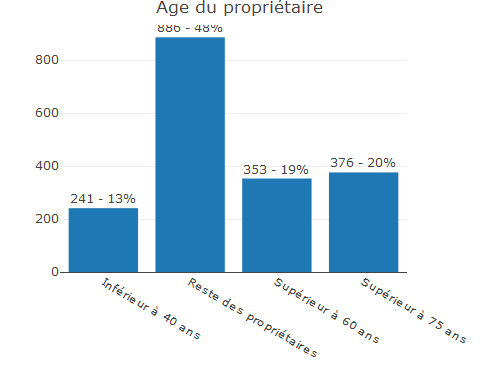 Âge du propriétaire
886 - 48%
800
600
376 - 20%
400
353 - 19%
241 - 13%
200
0
Inférieur à 40 ans
Reste des propriétaires
Supérieur à 60 ans
Supérieur à 75 ans